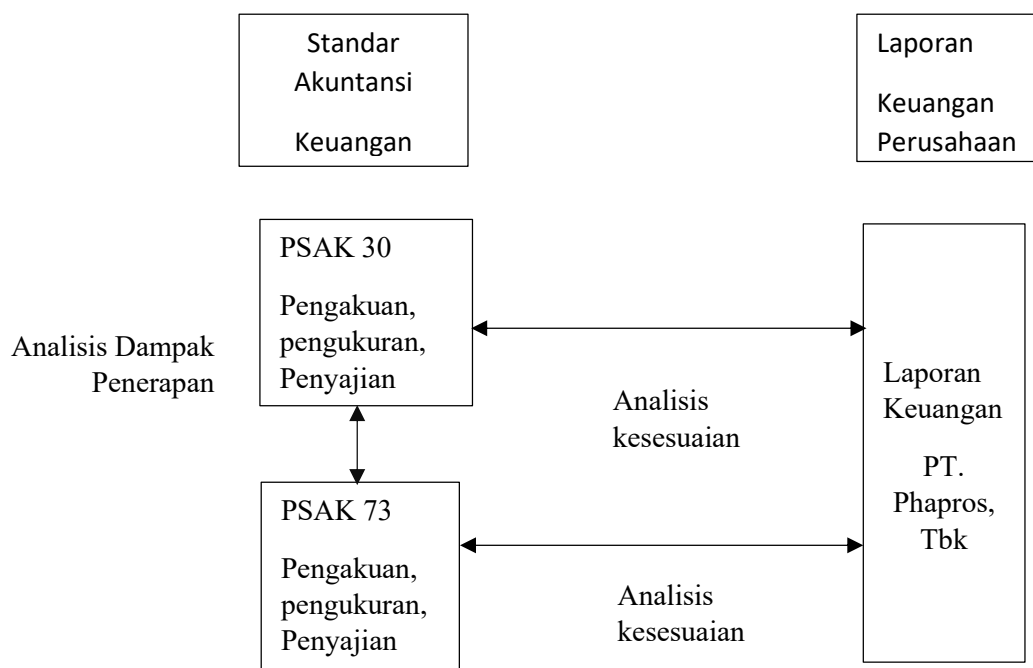 Standar
Akuntansi
Keuangan
Laporan
Keuangan
Perusahaan
PSAK 30
Pengakuan,
pengukuran,
Penyajian
Analisis Dampak
Penerapan
Analisis
kesesuaian
Laporan
Keuangan
PT.
Phapros,
Tbk
PSAK 73
Pengakuan,
pengukuran,
Penyajian
Analisis
kesesuaian